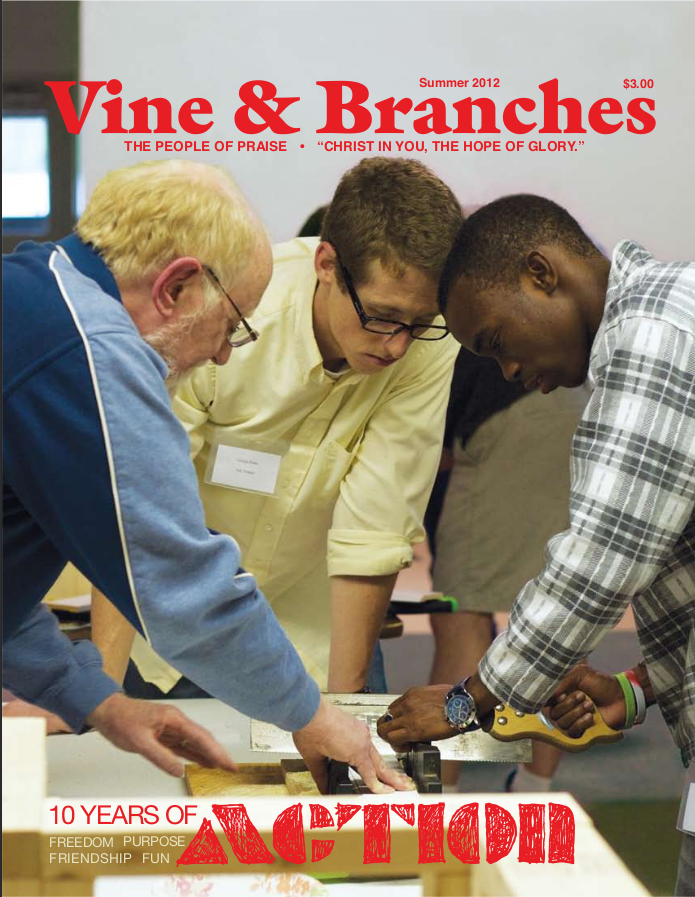 Summer 2012
$3.00
Vine & Branches
THE PEOPLE OF PRAISE • “CHRIST IN YOU, THE HOPE OF GLORY.”
10 YEARS OF ACTION
FREEDOM PURPOSE
FRIENDSHIP FUN